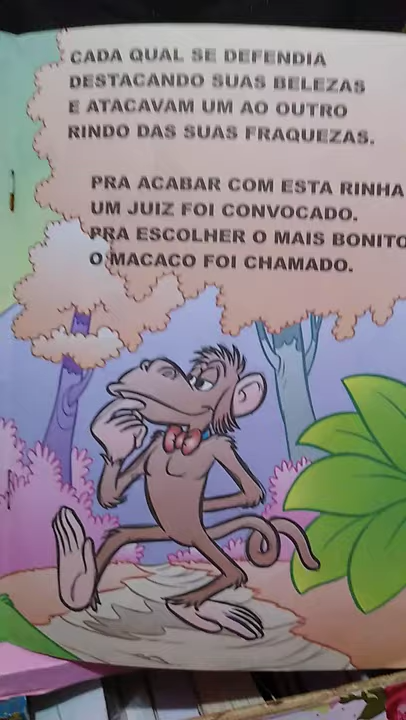 CADA QUAL SE DEFENDIA
DESTACANDO SUAS BELEZAS
E ATACAVAM UM AO OUTRO
RINDO DAS SUAS FRAQUEZAS.
PRA ACABAR COM ESTA RINHA
UM JUIZ FOI CONVOCADO.
PRA ESCOLHER O MAIS BONITO
O MACACO FOI CHAMADO.